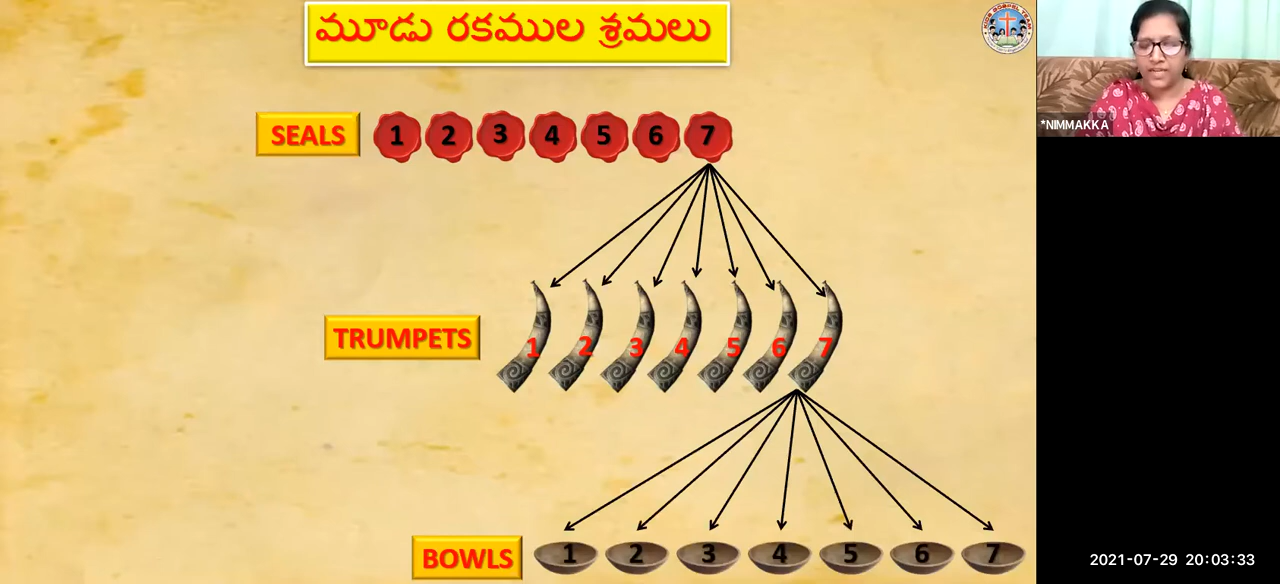 మూడు రకముల శ్రమలు
SEALS 1 2 3 4 5 6 7
*NIMMAKKA
TRUMPETS 1 2 3 4 5 6 7
BOWLS 1 2 3 4 5 6 7
2021-07-29 20:03:33